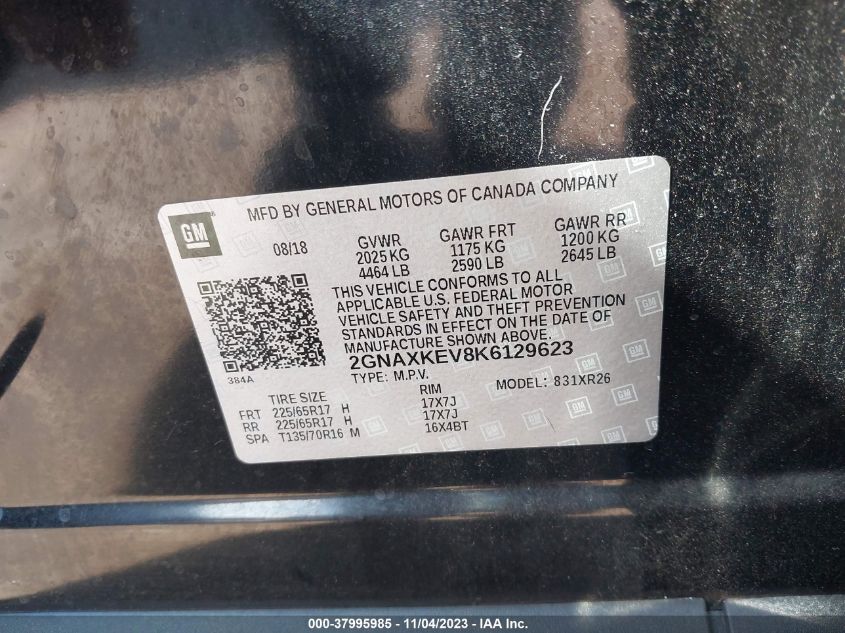 MFD BY GENERAL MOTORS OF CANADA COMPANY
GM
08/18
GVWR GAWR FRT GAWR RR
2025 KG 1175 KG 1200 KG
4464 LB 2590 LB 2645 LB
THIS VEHICLE CONFORMS TO ALL
APPLICABLE U.S. FEDERAL MOTOR
VEHICLE SAFETY AND THEFT PREVENTION
STANDARDS IN EFFECT ON THE DATE OF
MANUFACTURE SHOWN ABOVE.
2GNAXKEV8K6129623
384A
TYPE: M.P.V. MODEL: 831XR26
TIRE SIZE RIM
FRT 225/65R17 H 17X7J
RR 225/65R17 H 17X7J
SPA T135/70R16 M 16X4BT
000-37995985 - 11/04/2023 - IAA Inc.